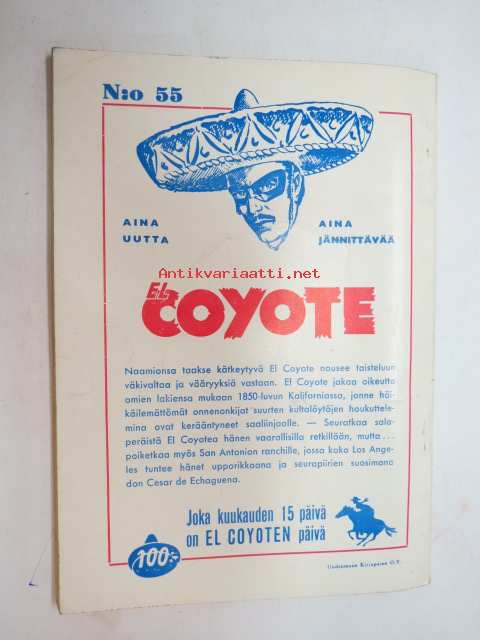 N:o 55
AINA
UUTTA
AINA
JÄNNITTÄVÄÄ
Antikvariaatti.net
EL
COYOTE
Naamionsa taakse kätkeytyvä El Coyote nousee taisteluun
väkivaltaa ja vääryyksiä vastaan. El Coyote jakaa oikeutta
omien lakiensa mukaan 1850-luvun Kaliforniassa, jonne häi-
käilemättömät onnenonkijat suurten kultalöytöjen houkuttele-
mina ovat kerääntyneet saaliinjaolle. — Seuratkaa sala-
peräistä El Coyotea hänen vaarallisilla retkillään, mutta...
poiketkaa myös San Antonion ranchille, jossa koko Los Ange-
les tuntee hänet upporikkaana ja seurapiirien suosimana
don Cesar de Echaguena.
Joka kuukauden 15 päivä
on EL COYOTEN päivä
100:-
Uudenmaan Kirjapaino O.Y.